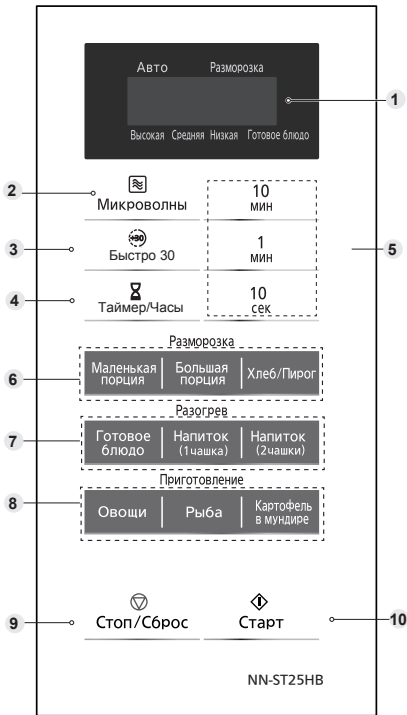 Авто Разморозка
1
Высокая Средняя Низкая Готовое блюдо
2
Микроволны
10
мин
3
+30
Быстро 30
1
мин
5
4
Таймер/Часы
10
сек
Разморозка
6
Маленькая
порция
Большая
порция
Хлеб/Пирог
Разогрев
7
Готовое
блюдо
Напиток
(1чашка)
Напиток
(2чашки)
Приготовление
8
Овощи
Рыба
Картофель
в мундире
9
Стоп/Сброс
Старт
10
NN-ST25HB